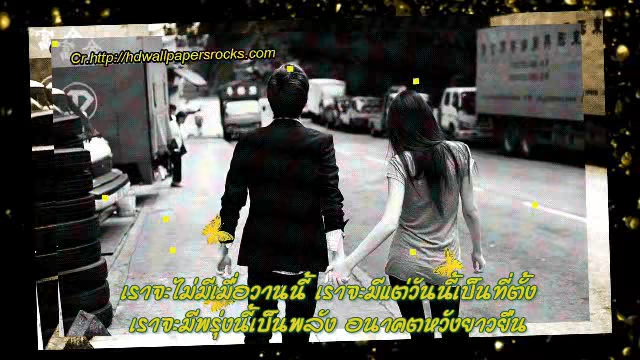 Cr.http://hdwallpapersrocks.com
เราจะไม่มีเมื่อวานนี้ เราจะมีแต่วันนี้เป็นที่ตั้ง
เราจะมีพรุ่งนี้เป็นพลัง อนาคตหวังยาวยืน